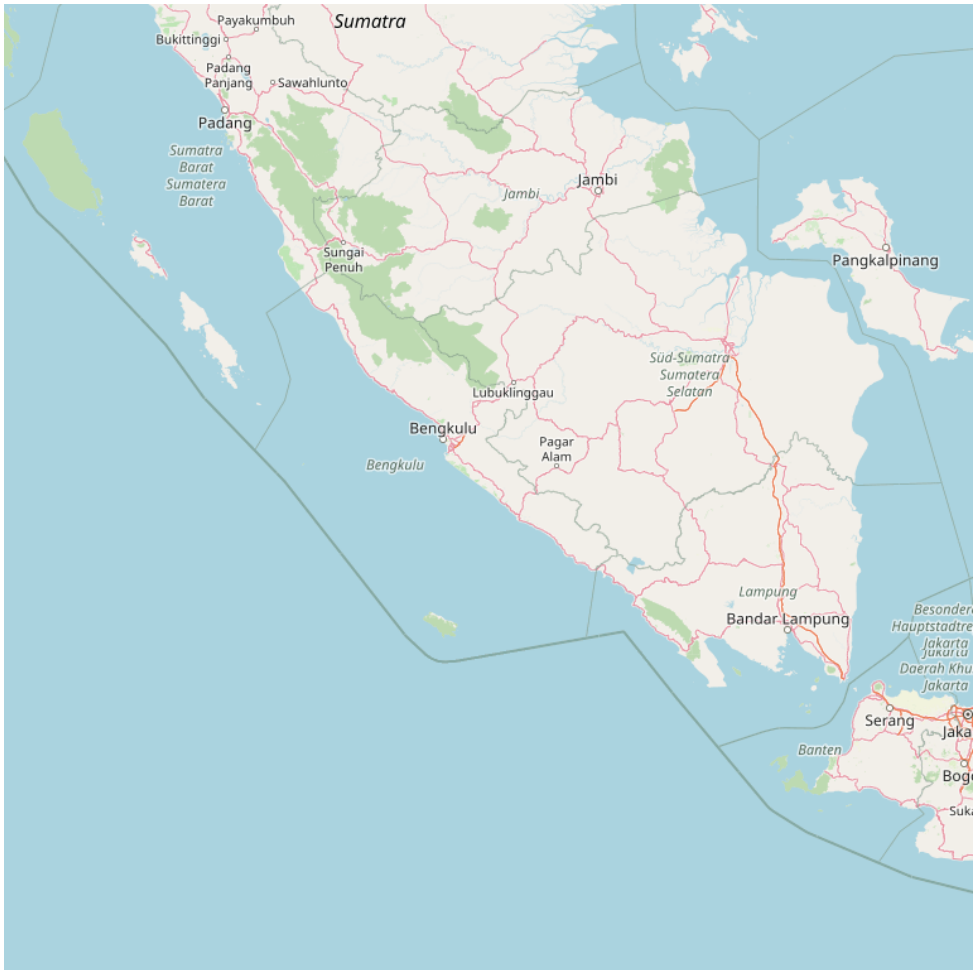 Payakumbuh
Sumatra
Bukittinggi
Padang
Panjang
Sawahlunto
Padang
Sumatra
Barat
Sumatera
Barat
Jambi
Jambi
Sungai
Penuh
Pangkalpinang
Süd-Sumatra
Sumatera
Selatan
Lubuklinggau
Bengkulu
Pagar
Alam
Bengkulu
Lampung
Bandar Lampung
Besondere
Hauptstadtre
Jakarta
Jakarta
Daerah Khu
Jakarta
Serang
Jaka
Banten
Bogo
Suka